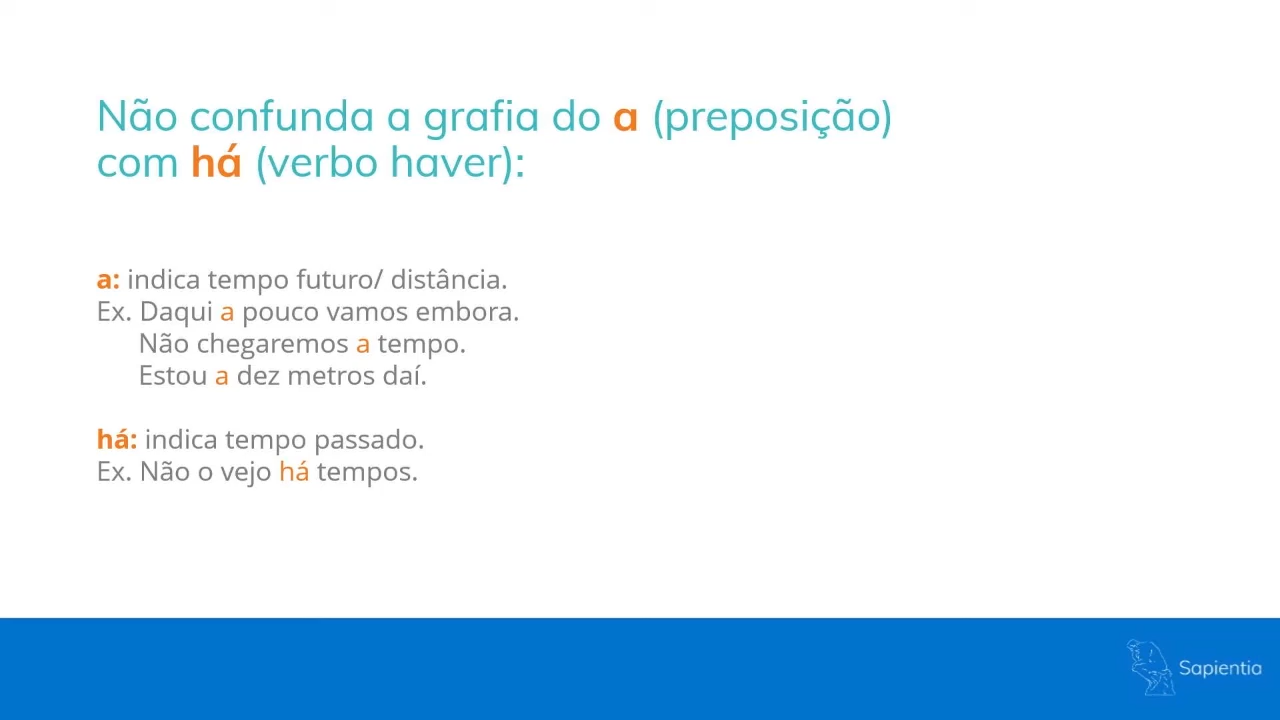 Não confunda a grafia do a (preposição)
com há (verbo haver):
a: indica tempo futuro/ distância.
Ex. Daqui a pouco vamos embora.
Não chegaremos a tempo.
Estou a dez metros daí.
há: indica tempo passado.
Ex. Não o vejo há tempos.
Sapientia